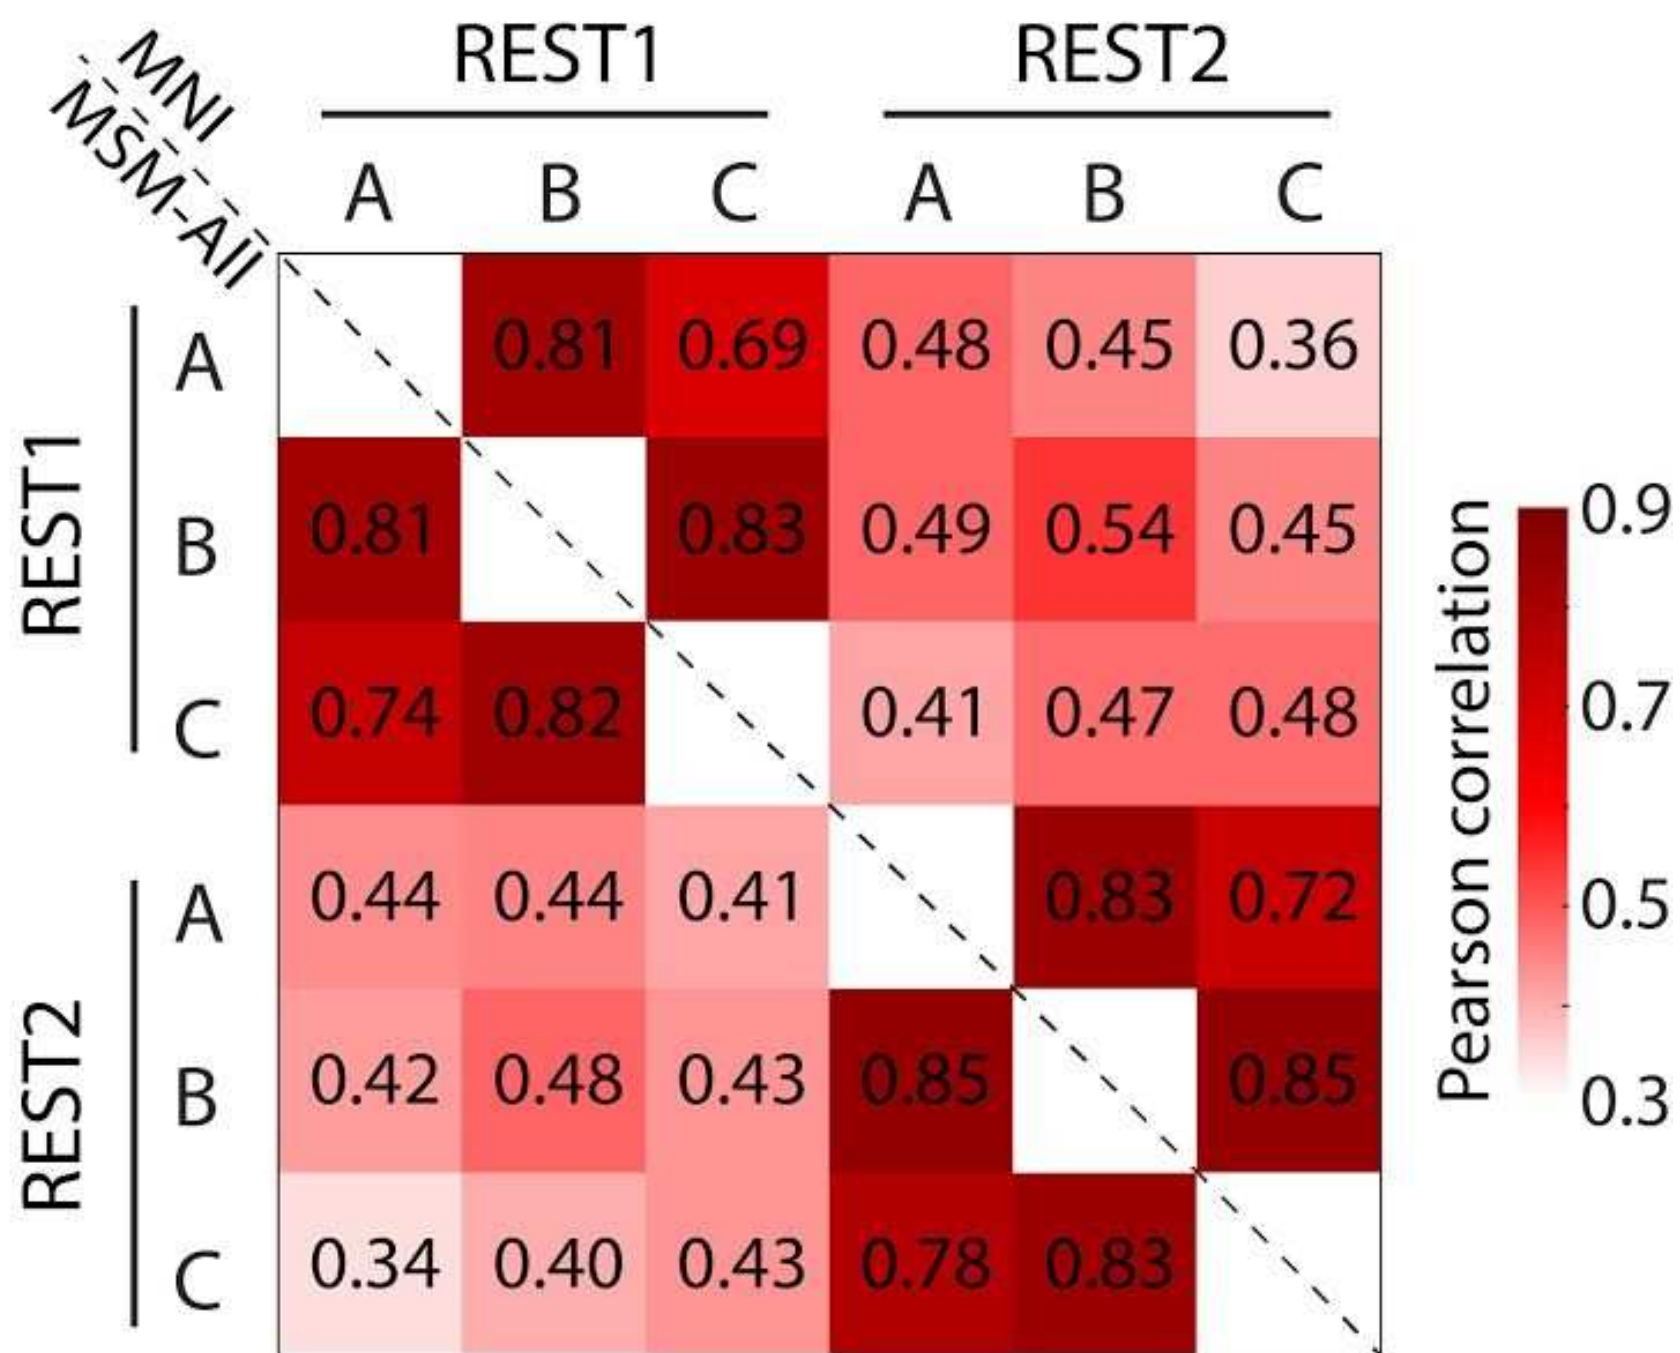 MNI
MSM-All
REST1 REST2
A B C A B C
REST1
A 0.81 0.69 0.48 0.45 0.36
B 0.81 0.83 0.49 0.54 0.45
C 0.74 0.82 0.41 0.47 0.48
REST2
A 0.44 0.44 0.41 0.83 0.72
B 0.42 0.48 0.43 0.85 0.85
C 0.34 0.40 0.43 0.78 0.83
Pearson correlation
0.9
0.7
0.5
0.3